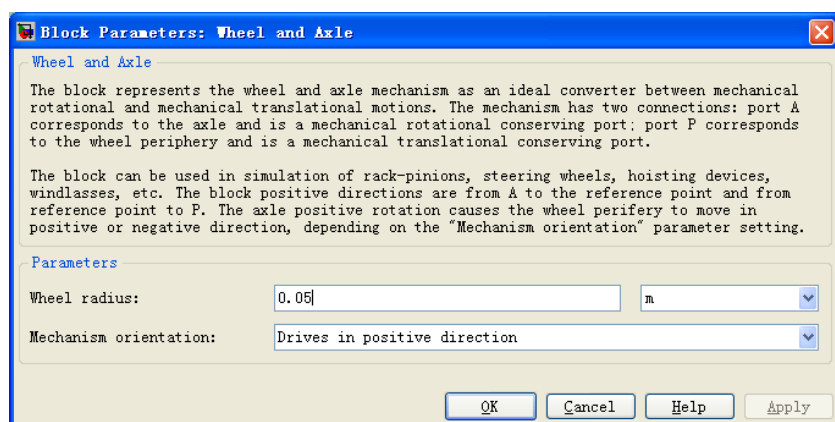 Block Parameters: Wheel and Axle
Wheel and Axle
The block represents the wheel and axle mechanism as an ideal converter between mechanical
rotational and mechanical translational motions. The mechanism has two connections: port A
corresponds to the axle and is a mechanical rotational conserving port; port P corresponds
to the wheel periphery and is a mechanical translational conserving port.
The block can be used in simulation of rack-pinions, steering wheels, hoisting devices,
windlasses, etc. The block positive directions are from A to the reference point and from
reference point to P. The axle positive rotation causes the wheel perifery to move in
positive or negative direction, depending on the "Mechanism orientation" parameter setting.
Parameters
Wheel radius: 0.05 m
Mechanism orientation: Drives in positive direction
OK Cancel Help Apply